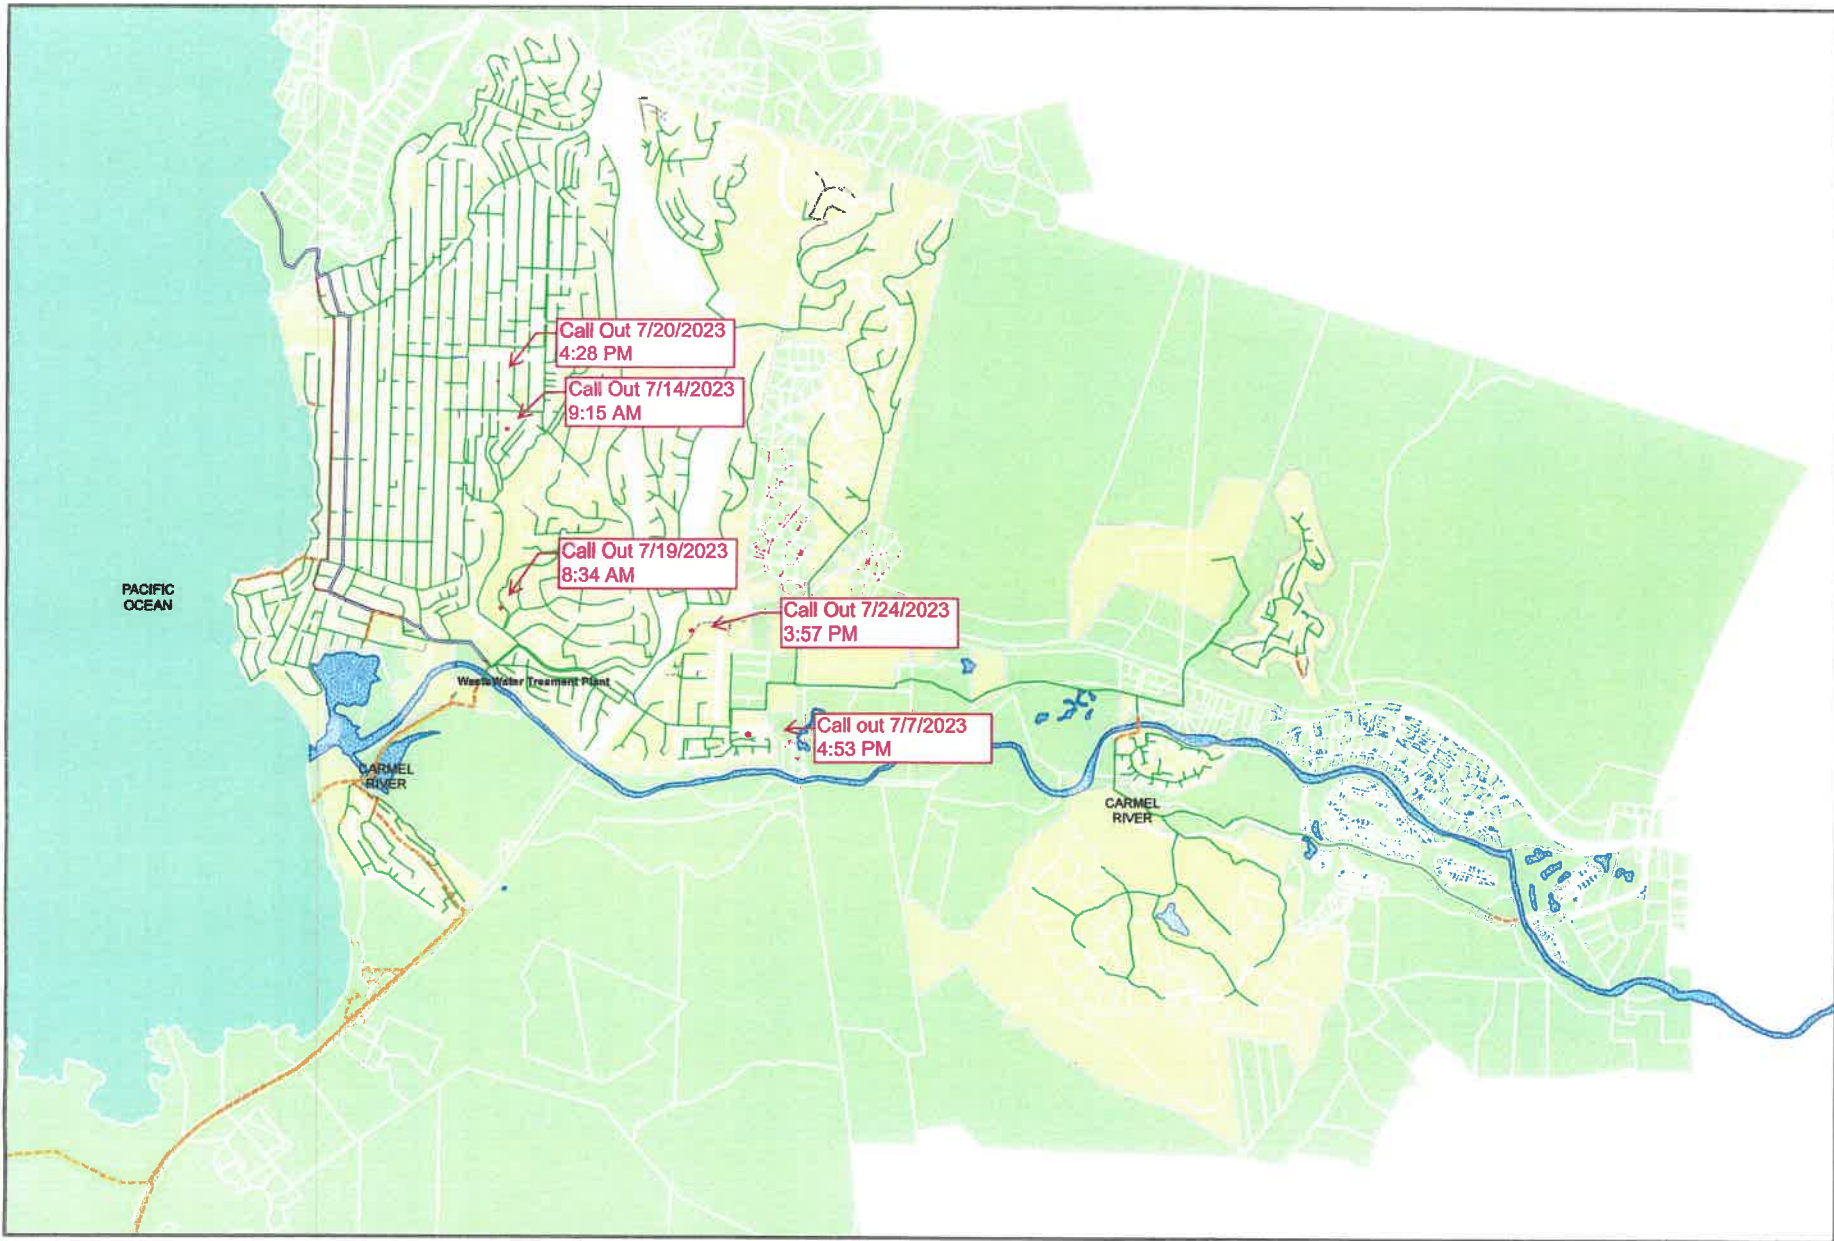 Call Out 7/20/2023
4:28 PM
Call Out 7/14/2023
9:15 AM
Call Out 7/19/2023
8:34 AM
PACIFIC
OCEAN
Call Out 7/24/2023
3:57 PM
Waste Water Treament Plant
Call out 7/7/2023
4:53 PM
CARMEL
RIVER
CARMEL
RIVER